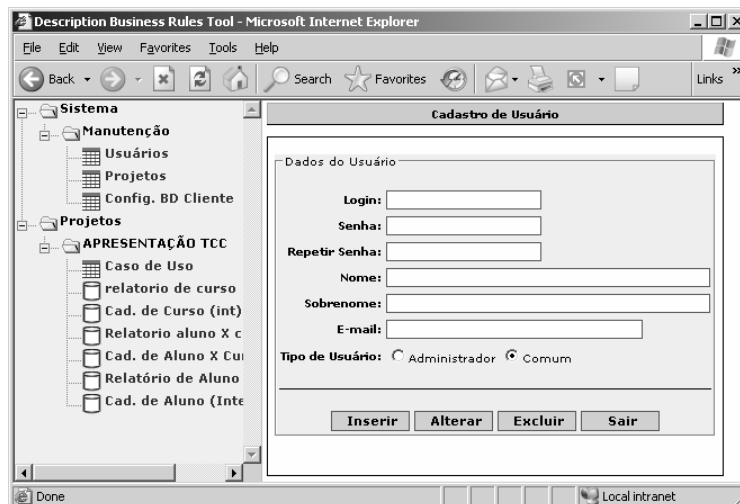 Description Business Rules Tool - Microsoft Internet Explorer
File Edit View Favorites Tools Help
Back Search Favorites Links »
Sistema
Manutenção
Usuários
Projetos
Config. BD Cliente
Projetos
APRESENTAÇÃO TCC
Caso de Uso
relatorio de curso
Cad. de Curso (int)
Relatorio aluno X c
Cad. de Aluno X Cu
Relatório de Aluno
Cad. de Aluno (Inte
Cadastro de Usuário
Dados do Usuário
Login:
Senha:
Repetir Senha:
Nome:
Sobrenome:
E-mail:
Tipo de Usuário: Administrador Comum
Inserir Alterar Excluir Sair
Done Local intranet